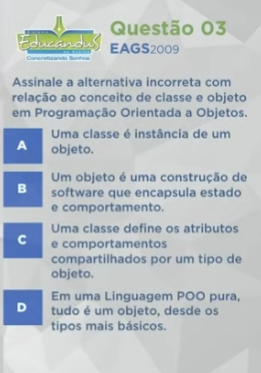 Educandus
Concretizando Sonhos
Questão 03
EAGS2009
Assinale a alternativa incorreta com
relação ao conceito de classe e objeto
em Programação Orientada a Objetos.
A
Uma classe é instância de um
objeto.
B
Um objeto é uma construção de
software que encapsula estado
e comportamento.
C
Uma classe define os atributos
e comportamentos
compartilhados por um tipo de
objeto.
D
Em uma Linguagem POO pura,
tudo é um objeto, desde os
tipos mais básicos.